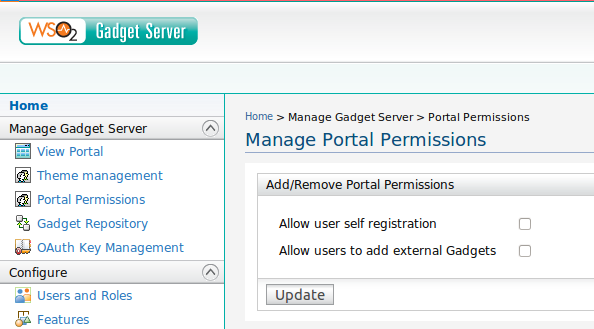 WSO2 Gadget Server
Home
Manage Gadget Server
View Portal
Theme management
Portal Permissions
Gadget Repository
OAuth Key Management
Configure
Users and Roles
Features
Home > Manage Gadget Server > Portal Permissions
Manage Portal Permissions
Add/Remove Portal Permissions
Allow user self registration
Allow users to add external Gadgets
Update